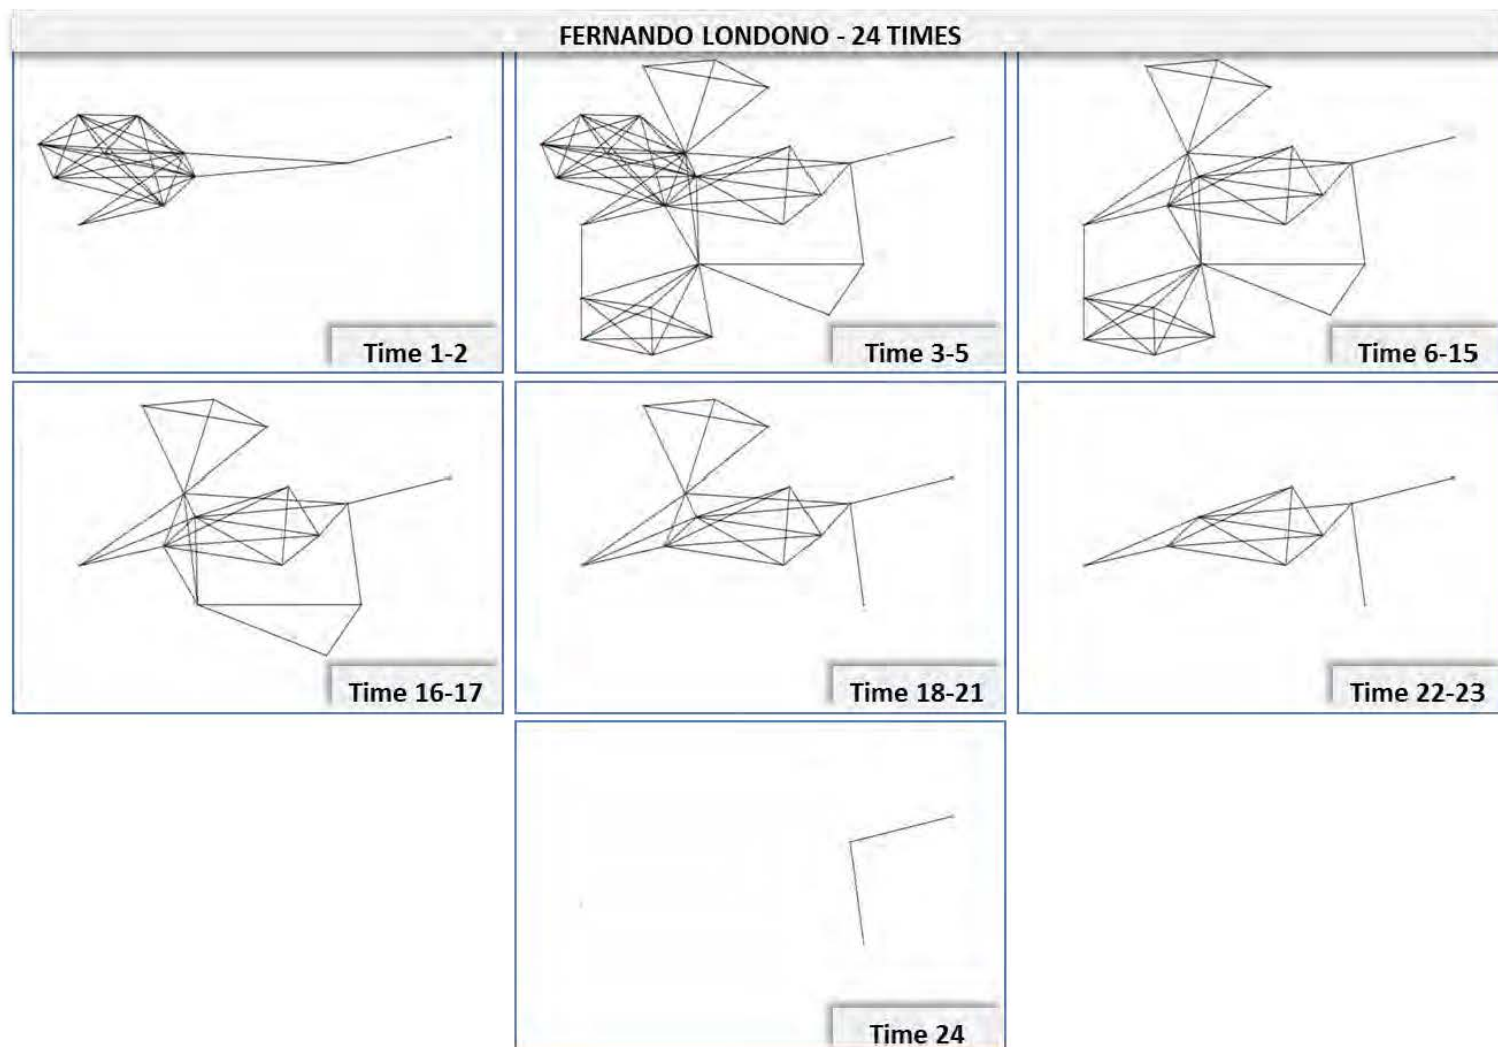 FERNANDO LONDONO - 24 TIMES
Time 1-2
Time 3-5
Time 6-15
Time 16-17
Time 18-21
Time 22-23
Time 24